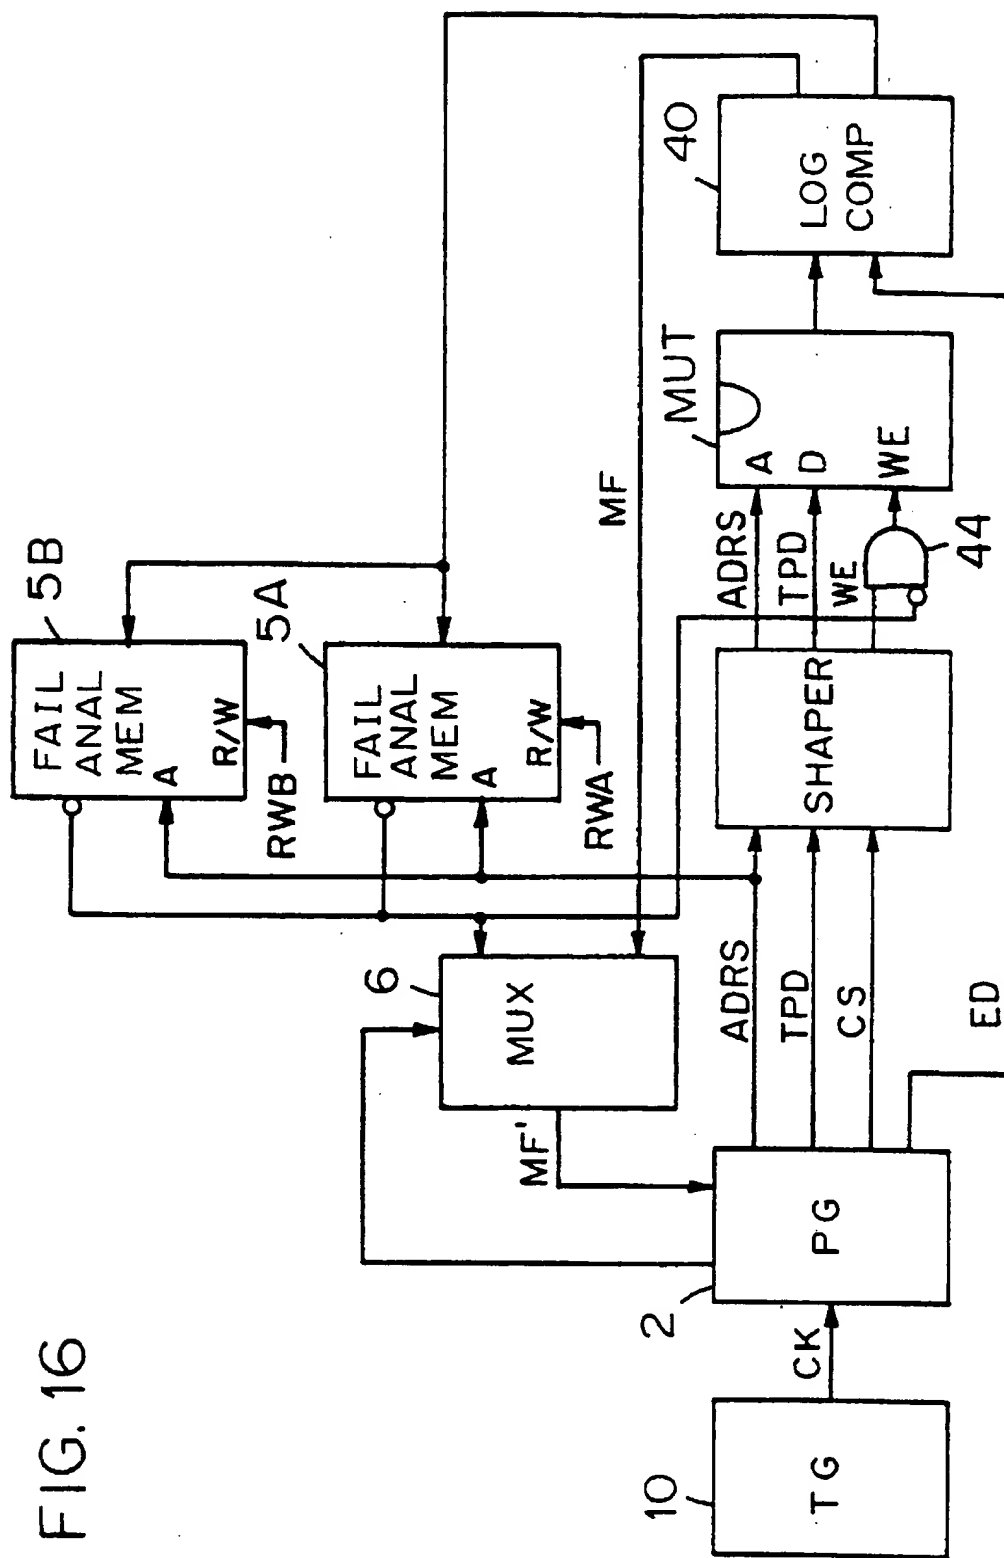 FIG. 16
10
TG
CK
2
PG
MF'
6
MUX
ADRS
TPD
CS
ED
5B
FAIL
ANAL
MEM
A
R/W
RWB
5A
FAIL
ANAL
MEM
A
R/W
RWA
SHAPER
ADRS
TPD
WE
44
MUT
A
D
WE
MF
40
LOG
COMP